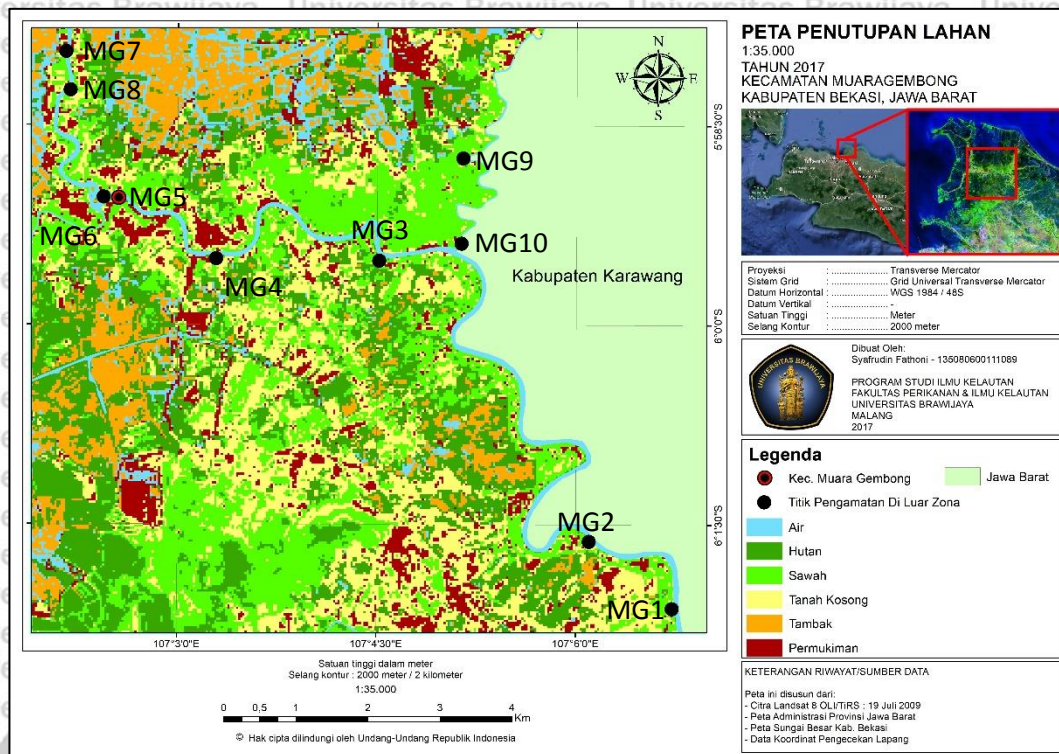 MG7
MG8
MG9
MG5
MG6
MG3
MG10
MG4
Kabupaten Karawang
MG2
MG1
N
W
E
S
5°58'30"S
6°0'0"S
6°1'30"S
107°3'0"E
107°4'30"E
107°6'0"E
Satuan tinggi dalam meter
Selang kontur : 2000 meter / 2 kilometer
1:35.000
0 0,5 1 2 3 4
Km
© Hak cipta dilindungi oleh Undang-Undang Republik Indonesia
PETA PENUTUPAN LAHAN
1:35.000
TAHUN 2017
KECAMATAN MUARAGEMBONG
KABUPATEN BEKASI, JAWA BARAT
Proyeksi : ..................... Transverse Mercator
Sistem Grid : ..................... Grid Universal Transverse Mercator
Datum Horizontal : ..................... WGS 1984 / 48S
Datum Vertikal : ..................... -
Satuan Tinggi : ..................... Meter
Selang Kontur : ..................... 2000 meter
UNIVERSITAS BRAWIJAYA
Dibuat Oleh:
Syafrudin Fathoni - 135080600111089
PROGRAM STUDI ILMU KELAUTAN
FAKULTAS PERIKANAN & ILMU KELAUTAN
UNIVERSITAS BRAWIJAYA
MALANG
2017
Legenda
Kec. Muara Gembong
Jawa Barat
Titik Pengamatan Di Luar Zona
Air
Hutan
Sawah
Tanah Kosong
Tambak
Permukiman
KETERANGAN RIWAYAT/SUMBER DATA
Peta ini disusun dari:
- Citra Landsat 8 OLI/TIRS : 19 Juli 2009
- Peta Administrasi Provinsi Jawa Barat
- Peta Sungai Besar Kab. Bekasi
- Data Koordinat Pengecekan Lapang